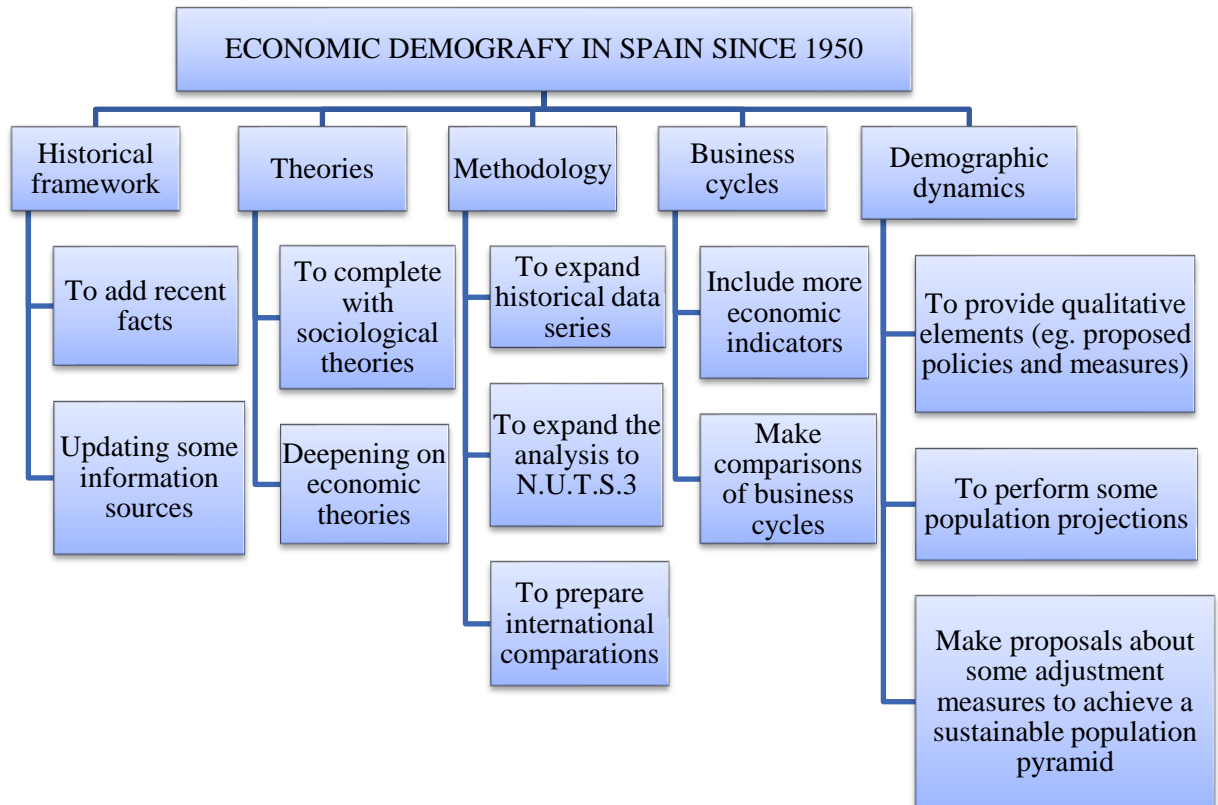 ECONOMIC DEMOGRAFY IN SPAIN SINCE 1950
Historical
framework
To add recent
facts
Updating some
information
sources
Theories
To complete
with
sociological
theories
Deepening on
economic
theories
Methodology
To expand
historical data
series
To expand the
analysis to
N.U.T.S.3
To prepare
international
comparations
Business
cycles
Include more
economic
indicators
Make
comparisons
of business
cycles
Demographic
dynamics
To provide qualitative
elements (eg. proposed
policies and measures)
To perform some
population projections
Make proposals about
some adjustment
measures to achieve a
sustainable population
pyramid